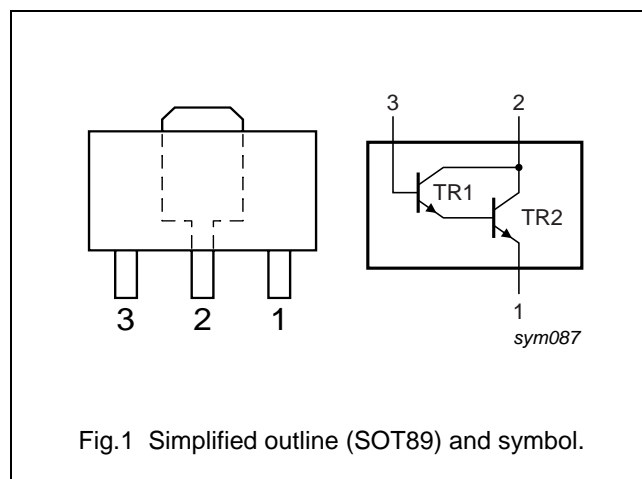 3 2
TR1
TR2
3 2 1
1
sym087
Fig.1 Simplified outline (SOT89) and symbol.